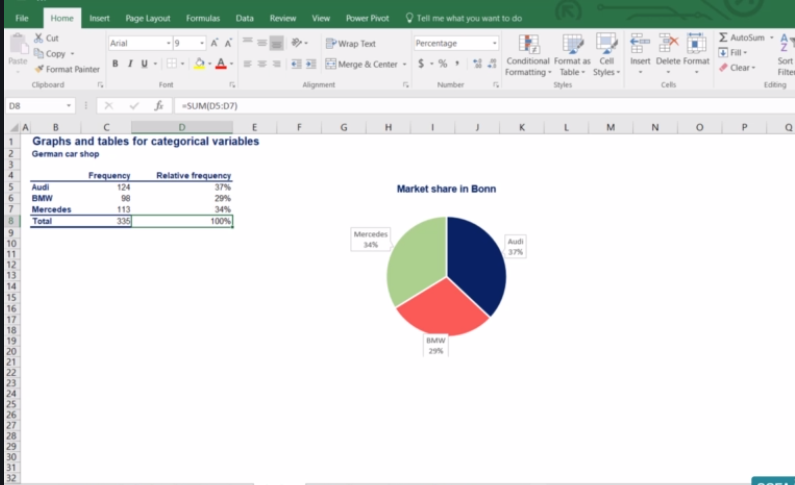 File Home Insert Page Layout Formulas Data Review View Power Pivot Tell me what you want to do
Cut
Copy
Format Painter
Paste
Clipboard
Arial 9
B I U
Font
Wrap Text
Merge & Center
Alignment
Percentage
$ % ,
Number
Conditional Formatting
Format as Table
Cell Styles
Styles
Insert Delete Format
Cells
AutoSum
Fill
Clear
Sort
Filter
Editing
D8 fx =SUM(D5:D7)
A B C D E F G H I J K L M N O P Q
1 Graphs and tables for categorical variables
2 German car shop
3
4 Frequency Relative frequency
5 Audi 124 37%
6 BMW 98 29%
7 Mercedes 113 34%
8 Total 335 100%
9
10
11
12
13
14
15
16
17
18
19
20
21
22
23
24
25
26
27
28
29
30
31
32
Market share in Bonn
Mercedes
34%
Audi
37%
BMW
29%